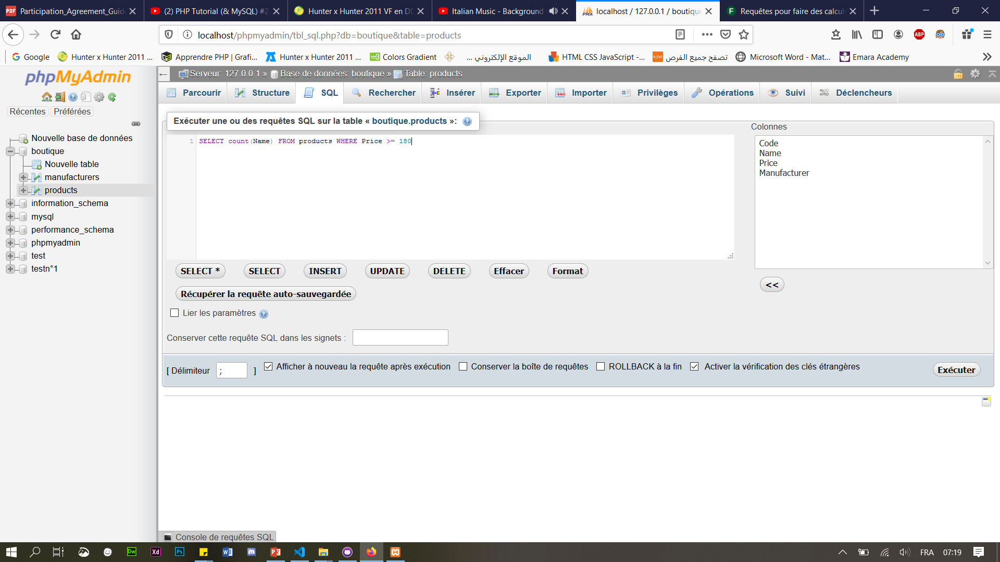 Participation_Agreement_Guid
(2) PHP Tutorial (& MySQL) #2
Hunter x Hunter 2011 VF en DD
Italian Music - Background
localhost / 127.0.0.1 / boutique
Requêtes pour faire des calculs
localhost/phpmyadmin/tbl_sql.php?db=boutique&table=products
Google
Hunter x Hunter 2011 ...
Apprendre PHP | Grafi...
Hunter x Hunter 2011 ...
Colors Gradient
الموقع الإلكتروني ...
HTML CSS JavaScript -...
تصفح جميع الفرص
Microsoft Word - Mat...
Emara Academy
phpMyAdmin
Récentes Préférées
Nouvelle base de données
boutique
Nouvelle table
manufacturers
products
information_schema
mysql
performance_schema
phpmyadmin
test
testn°1
Serveur: 127.0.0.1 » Base de données: boutique » Table: products
Parcourir Structure SQL Rechercher Insérer Exporter Importer Privilèges Opérations Suivi Déclencheurs
Exécuter une ou des requêtes SQL sur la table « boutique.products »:
1 SELECT count(Name) FROM products WHERE Price >= 180
Colonnes
Code
Name
Price
Manufacturer
<<
SELECT * SELECT INSERT UPDATE DELETE Effacer Format
Récupérer la requête auto-sauvegardée
Lier les paramètres
Conserver cette requête SQL dans les signets :
[ Délimiteur ; ] Afficher à nouveau la requête après exécution Conserver la boîte de requêtes ROLLBACK à la fin Activer la vérification des clés étrangères Exécuter
Console de requêtes SQL
FRA 07:19